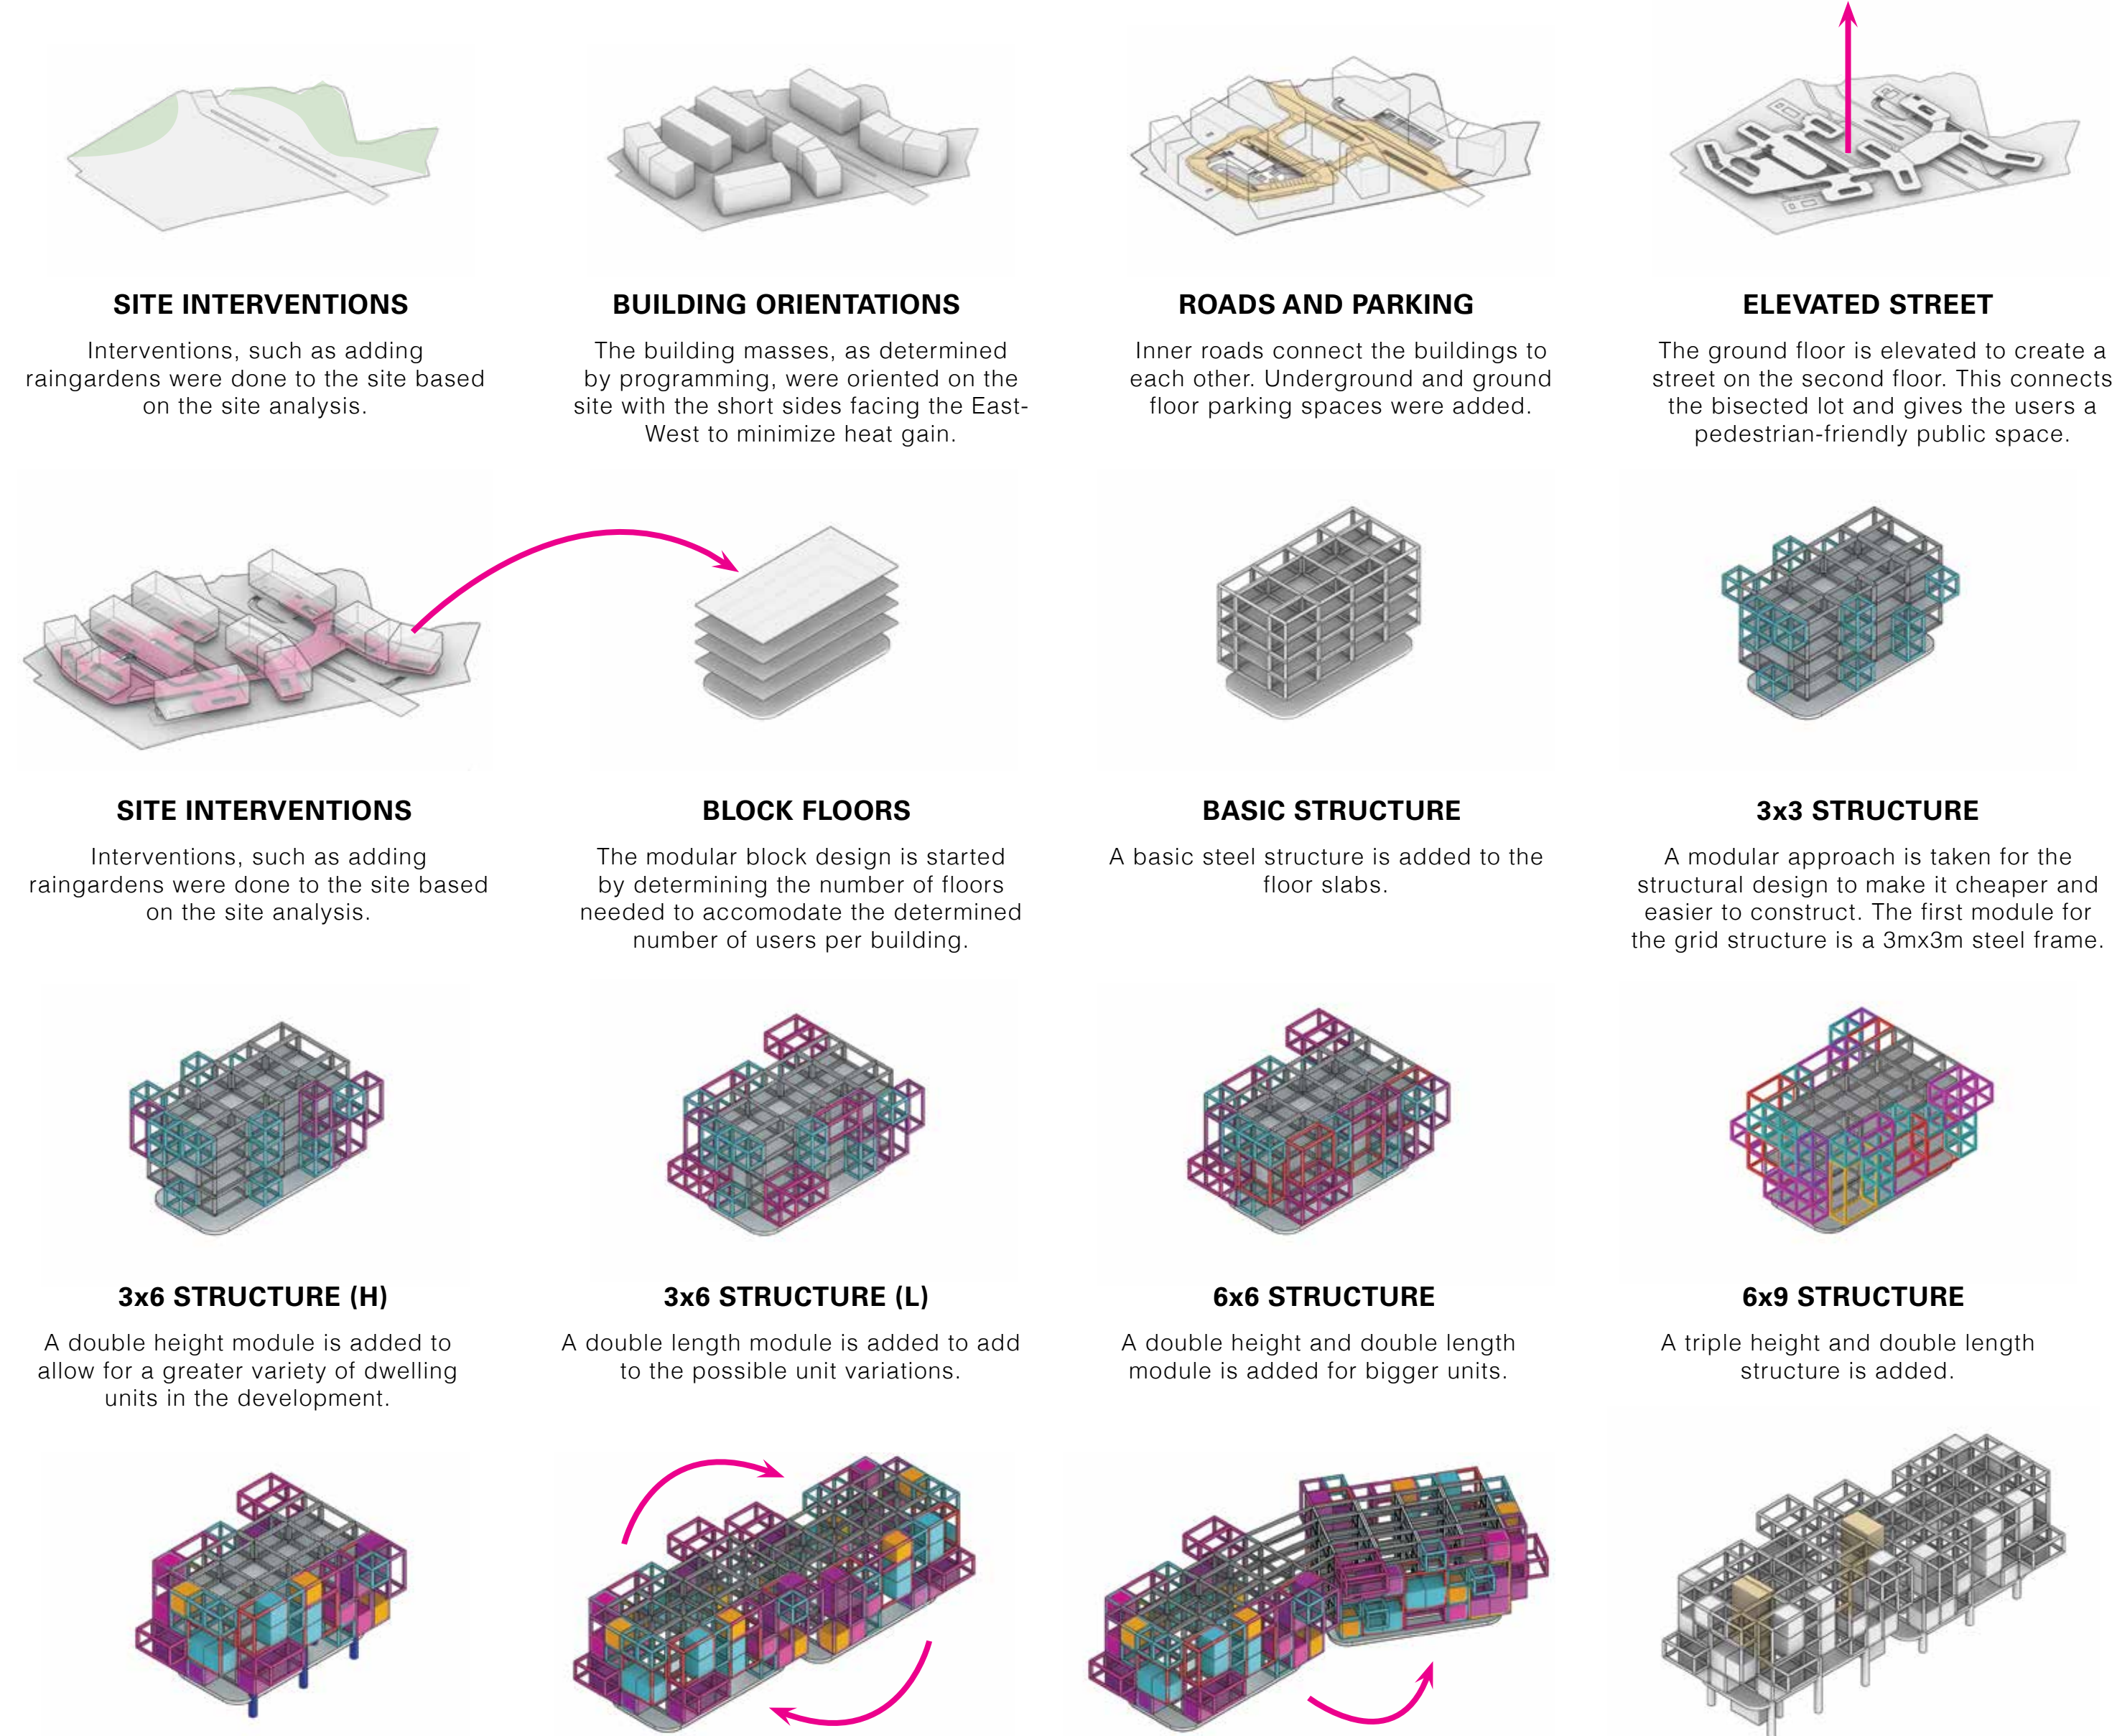 SITE INTERVENTIONS
Interventions, such as adding
raingardens were done to the site based
on the site analysis.
BUILDING ORIENTATIONS
The building masses, as determined
by programming, were oriented on the
site with the short sides facing the East-
West to minimize heat gain.
ROADS AND PARKING
Inner roads connect the buildings to
each other. Underground and ground
floor parking spaces were added.
ELEVATED STREET
The ground floor is elevated to create a
street on the second floor. This connects
the bisected lot and gives the users a
pedestrian-friendly public space.
SITE INTERVENTIONS
Interventions, such as adding
raingardens were done to the site based
on the site analysis.
BLOCK FLOORS
The modular block design is started
by determining the number of floors
needed to accomodate the determined
number of users per building.
BASIC STRUCTURE
A basic steel structure is added to the
floor slabs.
3x3 STRUCTURE
A modular approach is taken for the
structural design to make it cheaper and
easier to construct. The first module for
the grid structure is a 3mx3m steel frame.
3x6 STRUCTURE (H)
A double height module is added to
allow for a greater variety of dwelling
units in the development.
3x6 STRUCTURE (L)
A double length module is added to add
to the possible unit variations.
6x6 STRUCTURE
A double height and double length
module is added for bigger units.
6x9 STRUCTURE
A triple height and double length
structure is added.